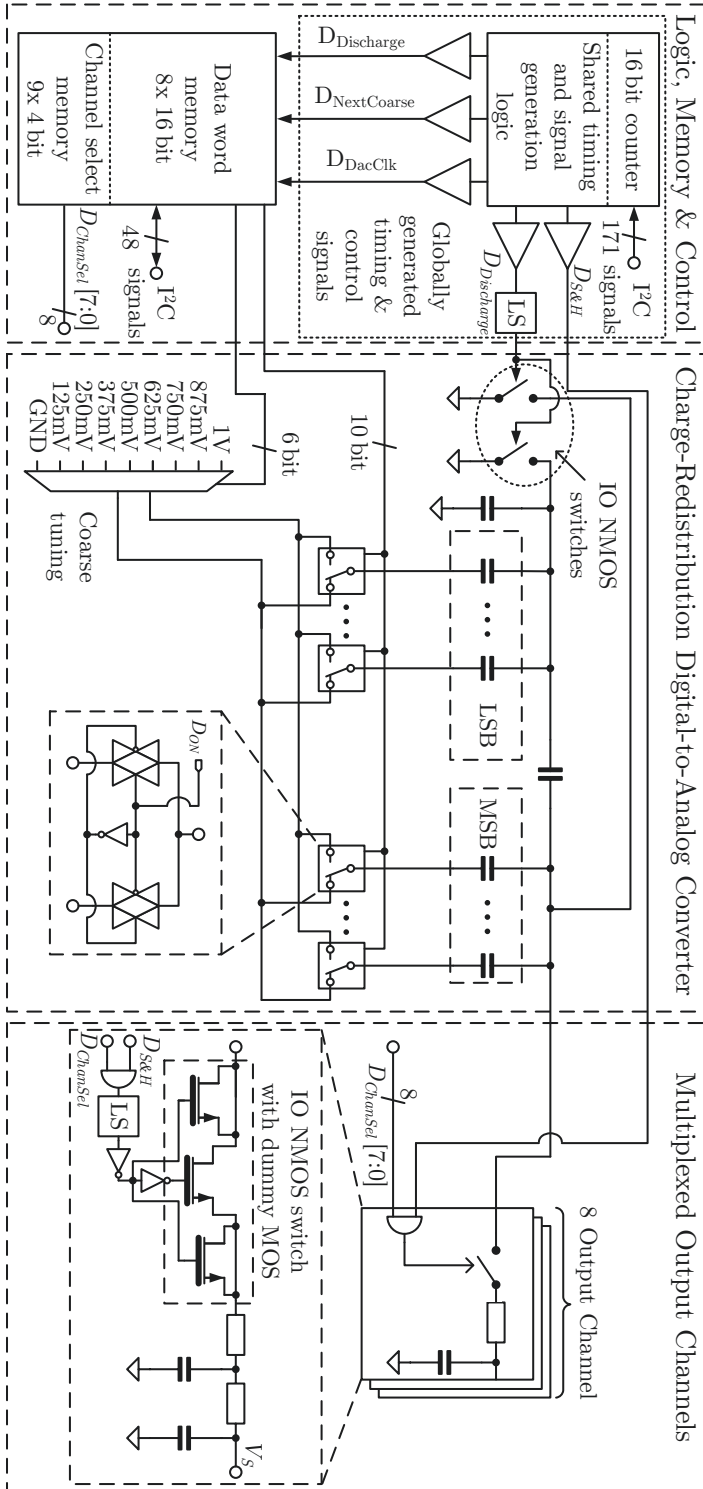 Logic, Memory & Control
16 bit counter
Shared timing
and signal
generation
logic
I²C
171 signals
D_Discharge
D_NextCoarse
D_DacClk
D_S&H
D_Discharge
LS
Globally
generated
timing &
control
signals
Data word
memory
8x 16 bit
Channel select
memory
9x 4 bit
I²C
48 signals
D_ChanSel [7:0]
8
Charge-Redistribution Digital-to-Analog Converter
IO NMOS
switches
LSB
MSB
10 bit
6 bit
1V
875mV
750mV
625mV
500mV
375mV
250mV
125mV
GND
Coarse
tuning
D_ON
Multiplexed Output Channels
8 Output Channel
8
D_ChanSel [7:0]
IO NMOS switch
with dummy MOS
D_S&H
D_ChanSel
LS
V_S